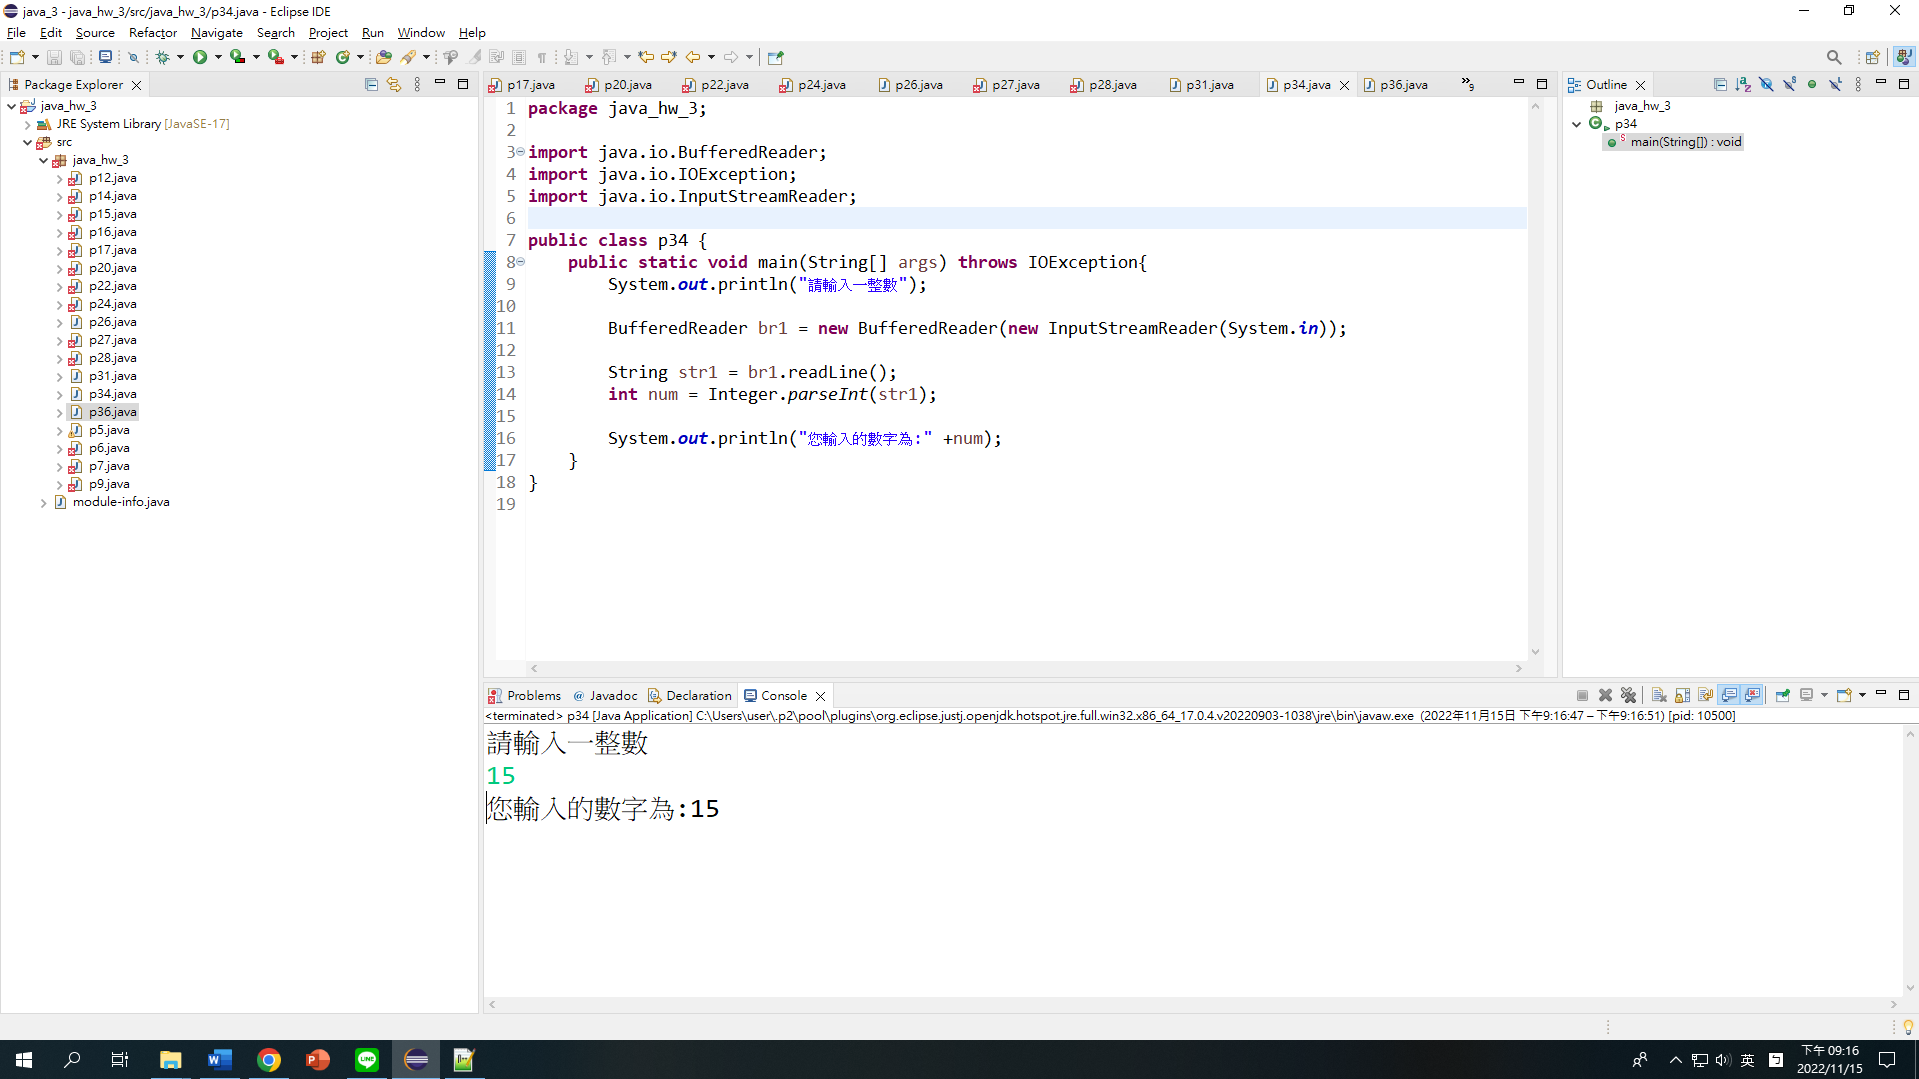 java_3 - java_hw_3/src/java_hw_3/p34.java - Eclipse IDE
File Edit Source Refactor Navigate Search Project Run Window Help
Package Explorer
java_hw_3
JRE System Library [JavaSE-17]
src
java_hw_3
p12.java
p14.java
p15.java
p16.java
p17.java
p20.java
p22.java
p24.java
p26.java
p27.java
p28.java
p31.java
p34.java
p36.java
p5.java
p6.java
p7.java
p9.java
module-info.java
p17.java p20.java p22.java p24.java p26.java p27.java p28.java p31.java p34.java p36.java »9
1 package java_hw_3;
2
3 import java.io.BufferedReader;
4 import java.io.IOException;
5 import java.io.InputStreamReader;
6
7 public class p34 {
8     public static void main(String[] args) throws IOException{
9         System.out.println("請輸入一整數");
10
11         BufferedReader br1 = new BufferedReader(new InputStreamReader(System.in));
12
13         String str1 = br1.readLine();
14         int num = Integer.parseInt(str1);
15
16         System.out.println("您輸入的數字為:" +num);
17     }
18 }
19
Outline
java_hw_3
p34
main(String[]) : void
Problems Javadoc Declaration Console
<terminated> p34 [Java Application] C:\Users\user\.p2\pool\plugins\org.eclipse.justj.openjdk.hotspot.jre.full.win32.x86_64_17.0.4.v20220903-1038\jre\bin\javaw.exe (2022年11月15日 下午9:16:47 – 下午9:16:51) [pid: 10500]
請輸入一整數
15
您輸入的數字為:15
英
下午 09:16
2022/11/15